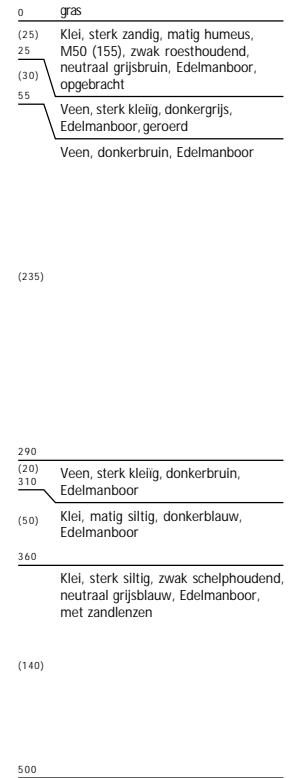 0 gras
(25) Klei, sterk zandig, matig humeus,
25 M50 (155), zwak roesthoudend,
neutraal grijsbruin, Edelmanboor,
(30) opgebracht
55
Veen, sterk kleiïg, donkergrijs,
Edelmanboor, geroerd
Veen, donkerbruin, Edelmanboor
(235)
290
(20) Veen, sterk kleiïg, donkerbruin,
310 Edelmanboor
(50) Klei, matig siltig, donkerblauw,
Edelmanboor
360
Klei, sterk siltig, zwak schelphoudend,
neutraal grijsblauw, Edelmanboor,
met zandlenzen
(140)
500